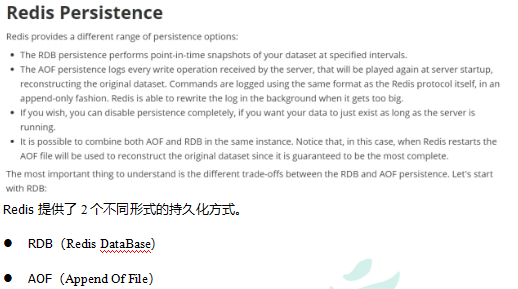 Redis Persistence
Redis provides a different range of persistence options:
• The RDB persistence performs point-in-time snapshots of your dataset at specified intervals.
• The AOF persistence logs every write operation received by the server, that will be played again at server startup,
reconstructing the original dataset. Commands are logged using the same format as the Redis protocol itself, in an
append-only fashion. Redis is able to rewrite the log in the background when it gets too big.
• If you wish, you can disable persistence completely, if you want your data to just exist as long as the server is
running.
• It is possible to combine both AOF and RDB in the same instance. Notice that, in this case, when Redis restarts the
AOF file will be used to reconstruct the original dataset since it is guaranteed to be the most complete.
The most important thing to understand is the different trade-offs between the RDB and AOF persistence. Let's start
with RDB:
Redis 提供了 2 个不同形式的持久化方式。
● RDB（Redis DataBase）
● AOF（Append Of File）